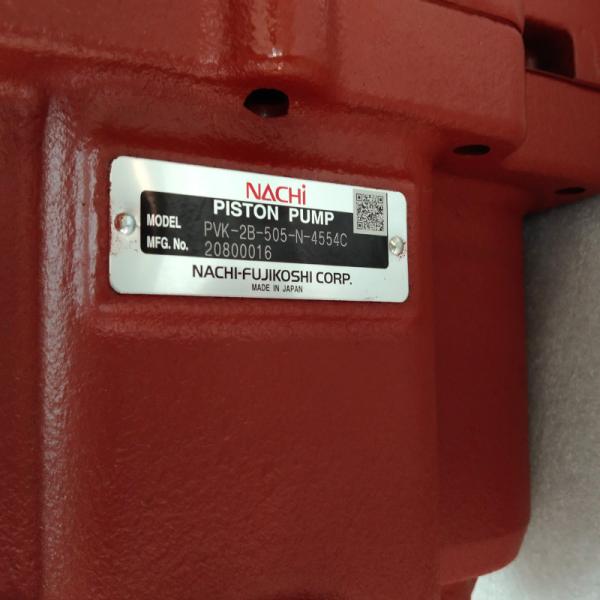 NACHi
PISTON PUMP
MODEL PVK-2B-505-N-4554C
MFG. No. 20800016
NACHI-FUJIKOSHI CORP.
MADE IN JAPAN